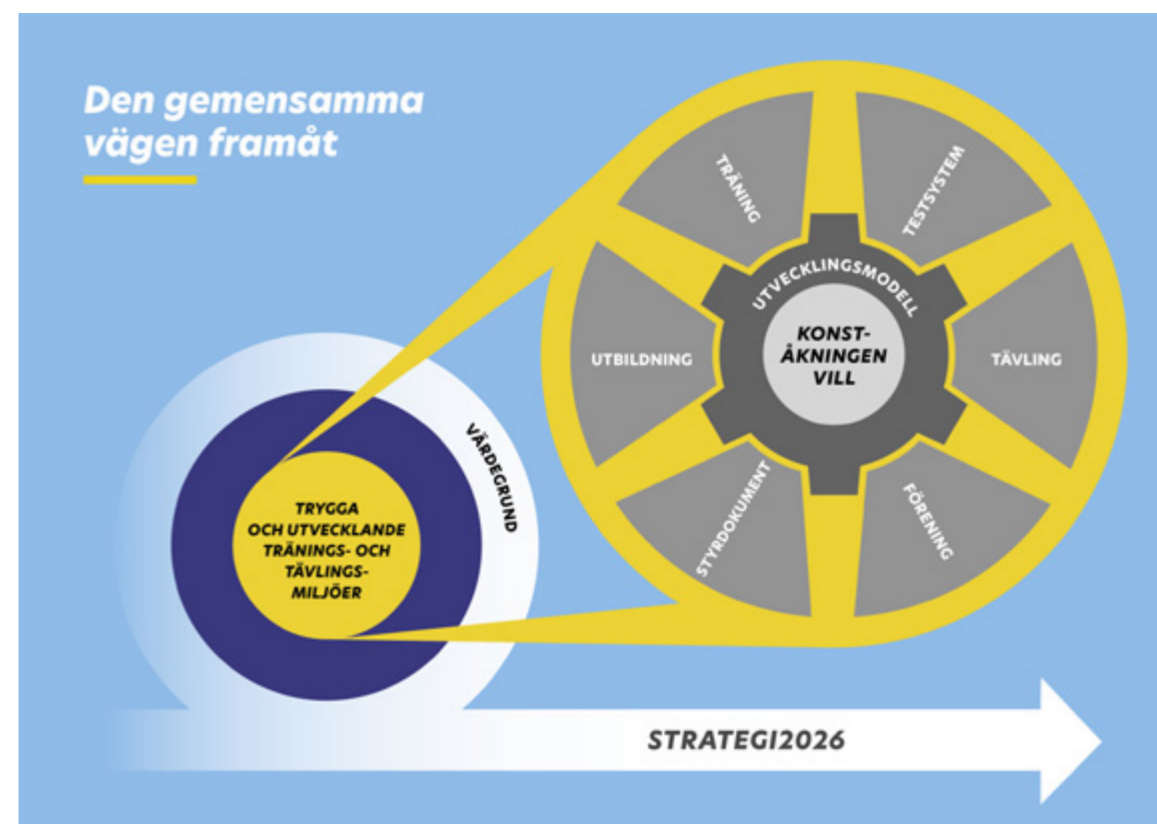 Den gemensamma
vägen framåt
TRÄNING
TESTSYSTEM
UTVECKLINGSMODELL
KONST-
ÅKNINGEN
VILL
UTBILDNING
TÄVLING
STYRDOKUMENT
FÖRENING
VÄRDEGRUND
TRYGGA
OCH UTVECKLANDE
TRÄNINGS- OCH
TÄVLINGS-
MILJÖER
STRATEGI2026